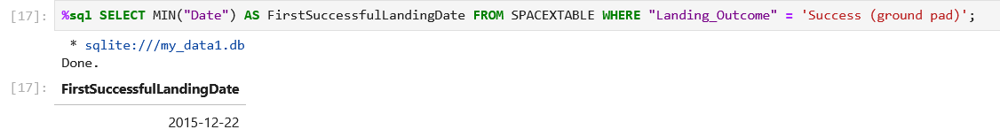 [17]: %sql SELECT MIN("Date") AS FirstSuccessfulLandingDate FROM SPACEXTABLE WHERE "Landing_Outcome" = 'Success (ground pad)';
* sqlite:///my_data1.db
Done.
[17]: FirstSuccessfulLandingDate
2015-12-22